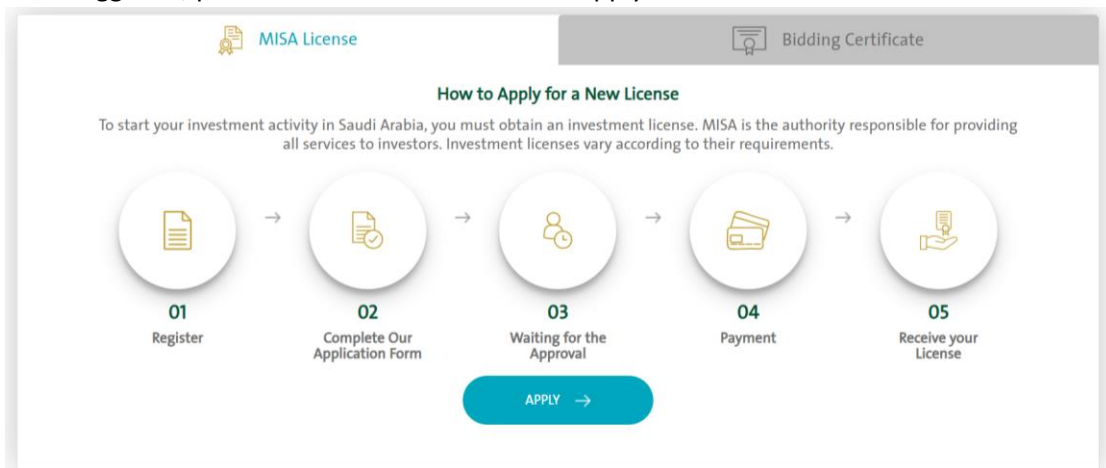 MISA License
Bidding Certificate
How to Apply for a New License
To start your investment activity in Saudi Arabia, you must obtain an investment license. MISA is the authority responsible for providing
all services to investors. Investment licenses vary according to their requirements.
01
02
03
04
05
Register
Complete Our
Application Form
Waiting for the
Approval
Payment
Receive your
License
APPLY →